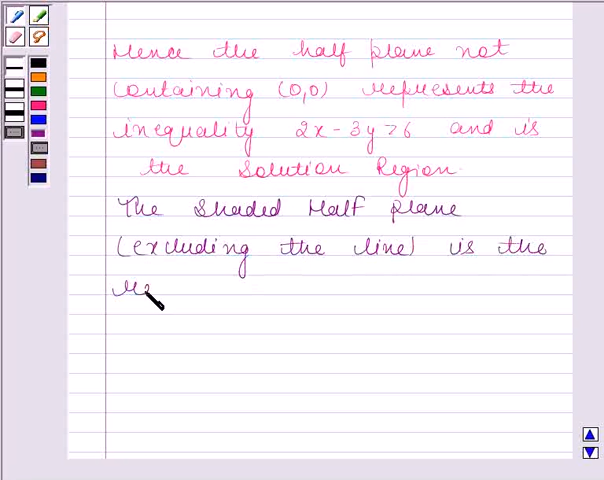 Hence the half plane not
containing (0,0) represents the
inequality 2x - 3y > 6 and is
the solution Region.
The shaded Half plane
(excluding the line) is the